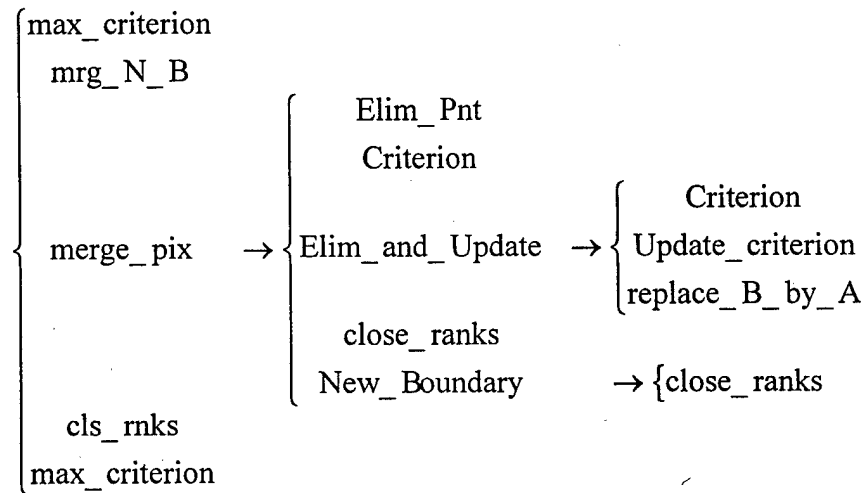 max_criterion
mrg_N_B
merge_pix → Elim_Pnt
Criterion
Elim_and_Update → Criterion
Update_criterion
replace_B_by_A
close_ranks
New_Boundary → {close_ranks
cls_rnks
max_criterion